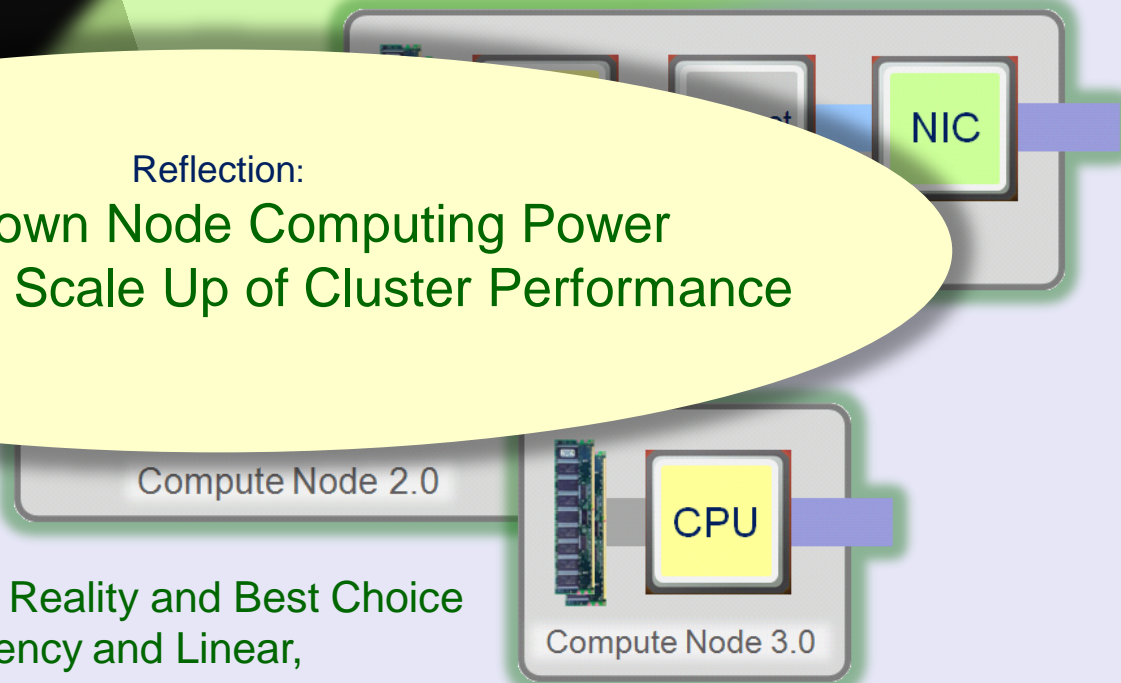 NIC
Reflection:
own Node Computing Power
Scale Up of Cluster Performance
Compute Node 2.0
CPU
Reality and Best Choice
ency and Linear,
Compute Node 3.0